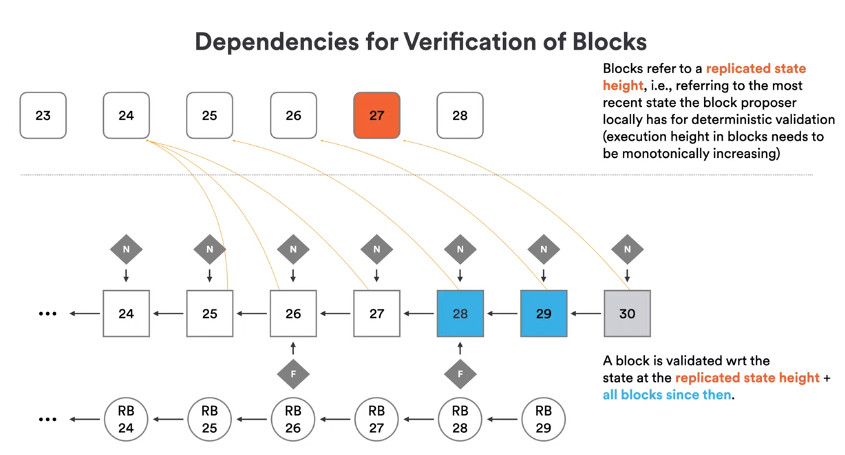 Dependencies for Verification of Blocks
Blocks refer to a replicated state
height, i.e., referring to the most
recent state the block proposer
locally has for deterministic validation
(execution height in blocks needs to
be monotonically increasing)
23 24 25 26 27 28
N N N N N N N
... 24 25 26 27 28 29 30
F F
A block is validated wrt the
state at the replicated state height +
all blocks since then.
... RB RB RB RB RB RB
24 25 26 27 28 29